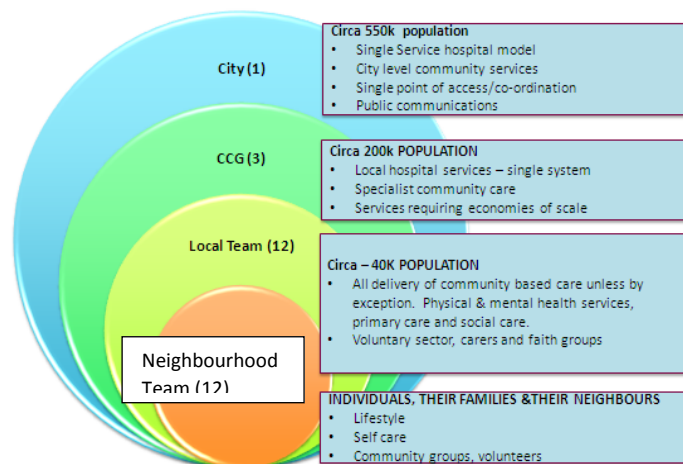 City (1)
Circa 550k population
• Single Service hospital model
• City level community services
• Single point of access/co-ordination
• Public communications
CCG (3)
Circa 200k POPULATION
• Local hospital services – single system
• Specialist community care
• Services requiring economies of scale
Local Team (12)
Circa – 40K POPULATION
• All delivery of community based care unless by
exception. Physical & mental health services,
primary care and social care.
• Voluntary sector, carers and faith groups
Neighbourhood
Team (12)
INDIVIDUALS, THEIR FAMILIES &THEIR NEIGHBOURS
• Lifestyle
• Self care
• Community groups, volunteers